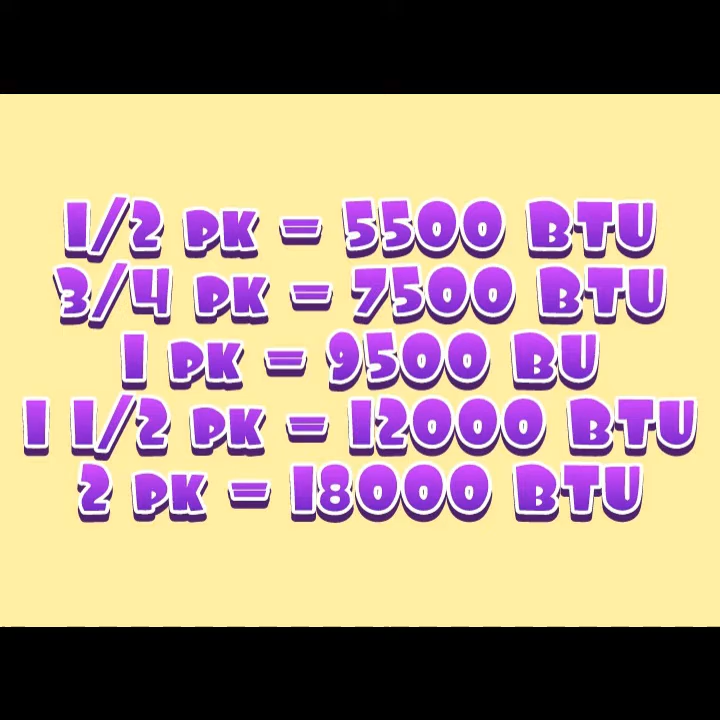 1/2 PK = 5500 BTU
3/4 PK = 7500 BTU
1 PK = 9500 BU
1 1/2 PK = 12000 BTU
2 PK = 18000 BTU